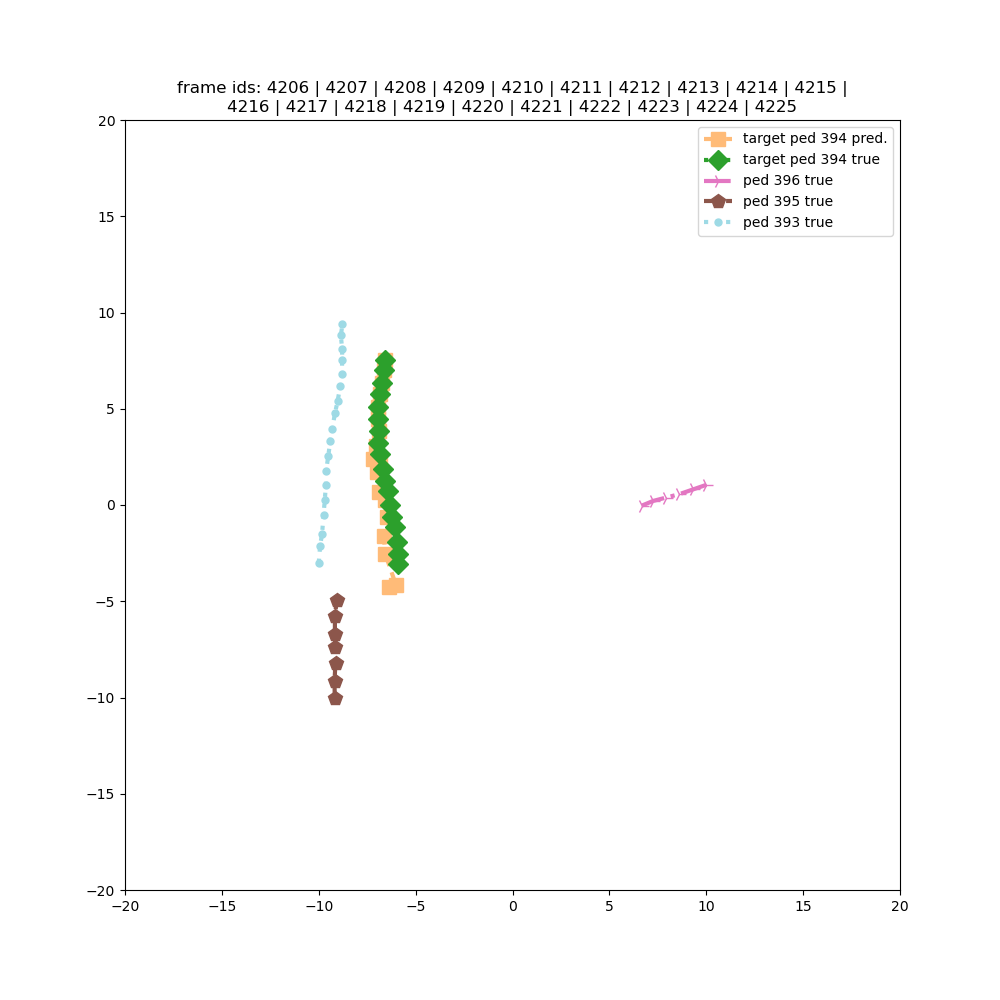 frame ids: 4206 | 4207 | 4208 | 4209 | 4210 | 4211 | 4212 | 4213 | 4214 | 4215 |
4216 | 4217 | 4218 | 4219 | 4220 | 4221 | 4222 | 4223 | 4224 | 4225
target ped 394 pred.
target ped 394 true
ped 396 true
ped 395 true
ped 393 true
20
15
10
5
0
−5
−10
−15
−20
−20 −15 −10 −5 0 5 10 15 20